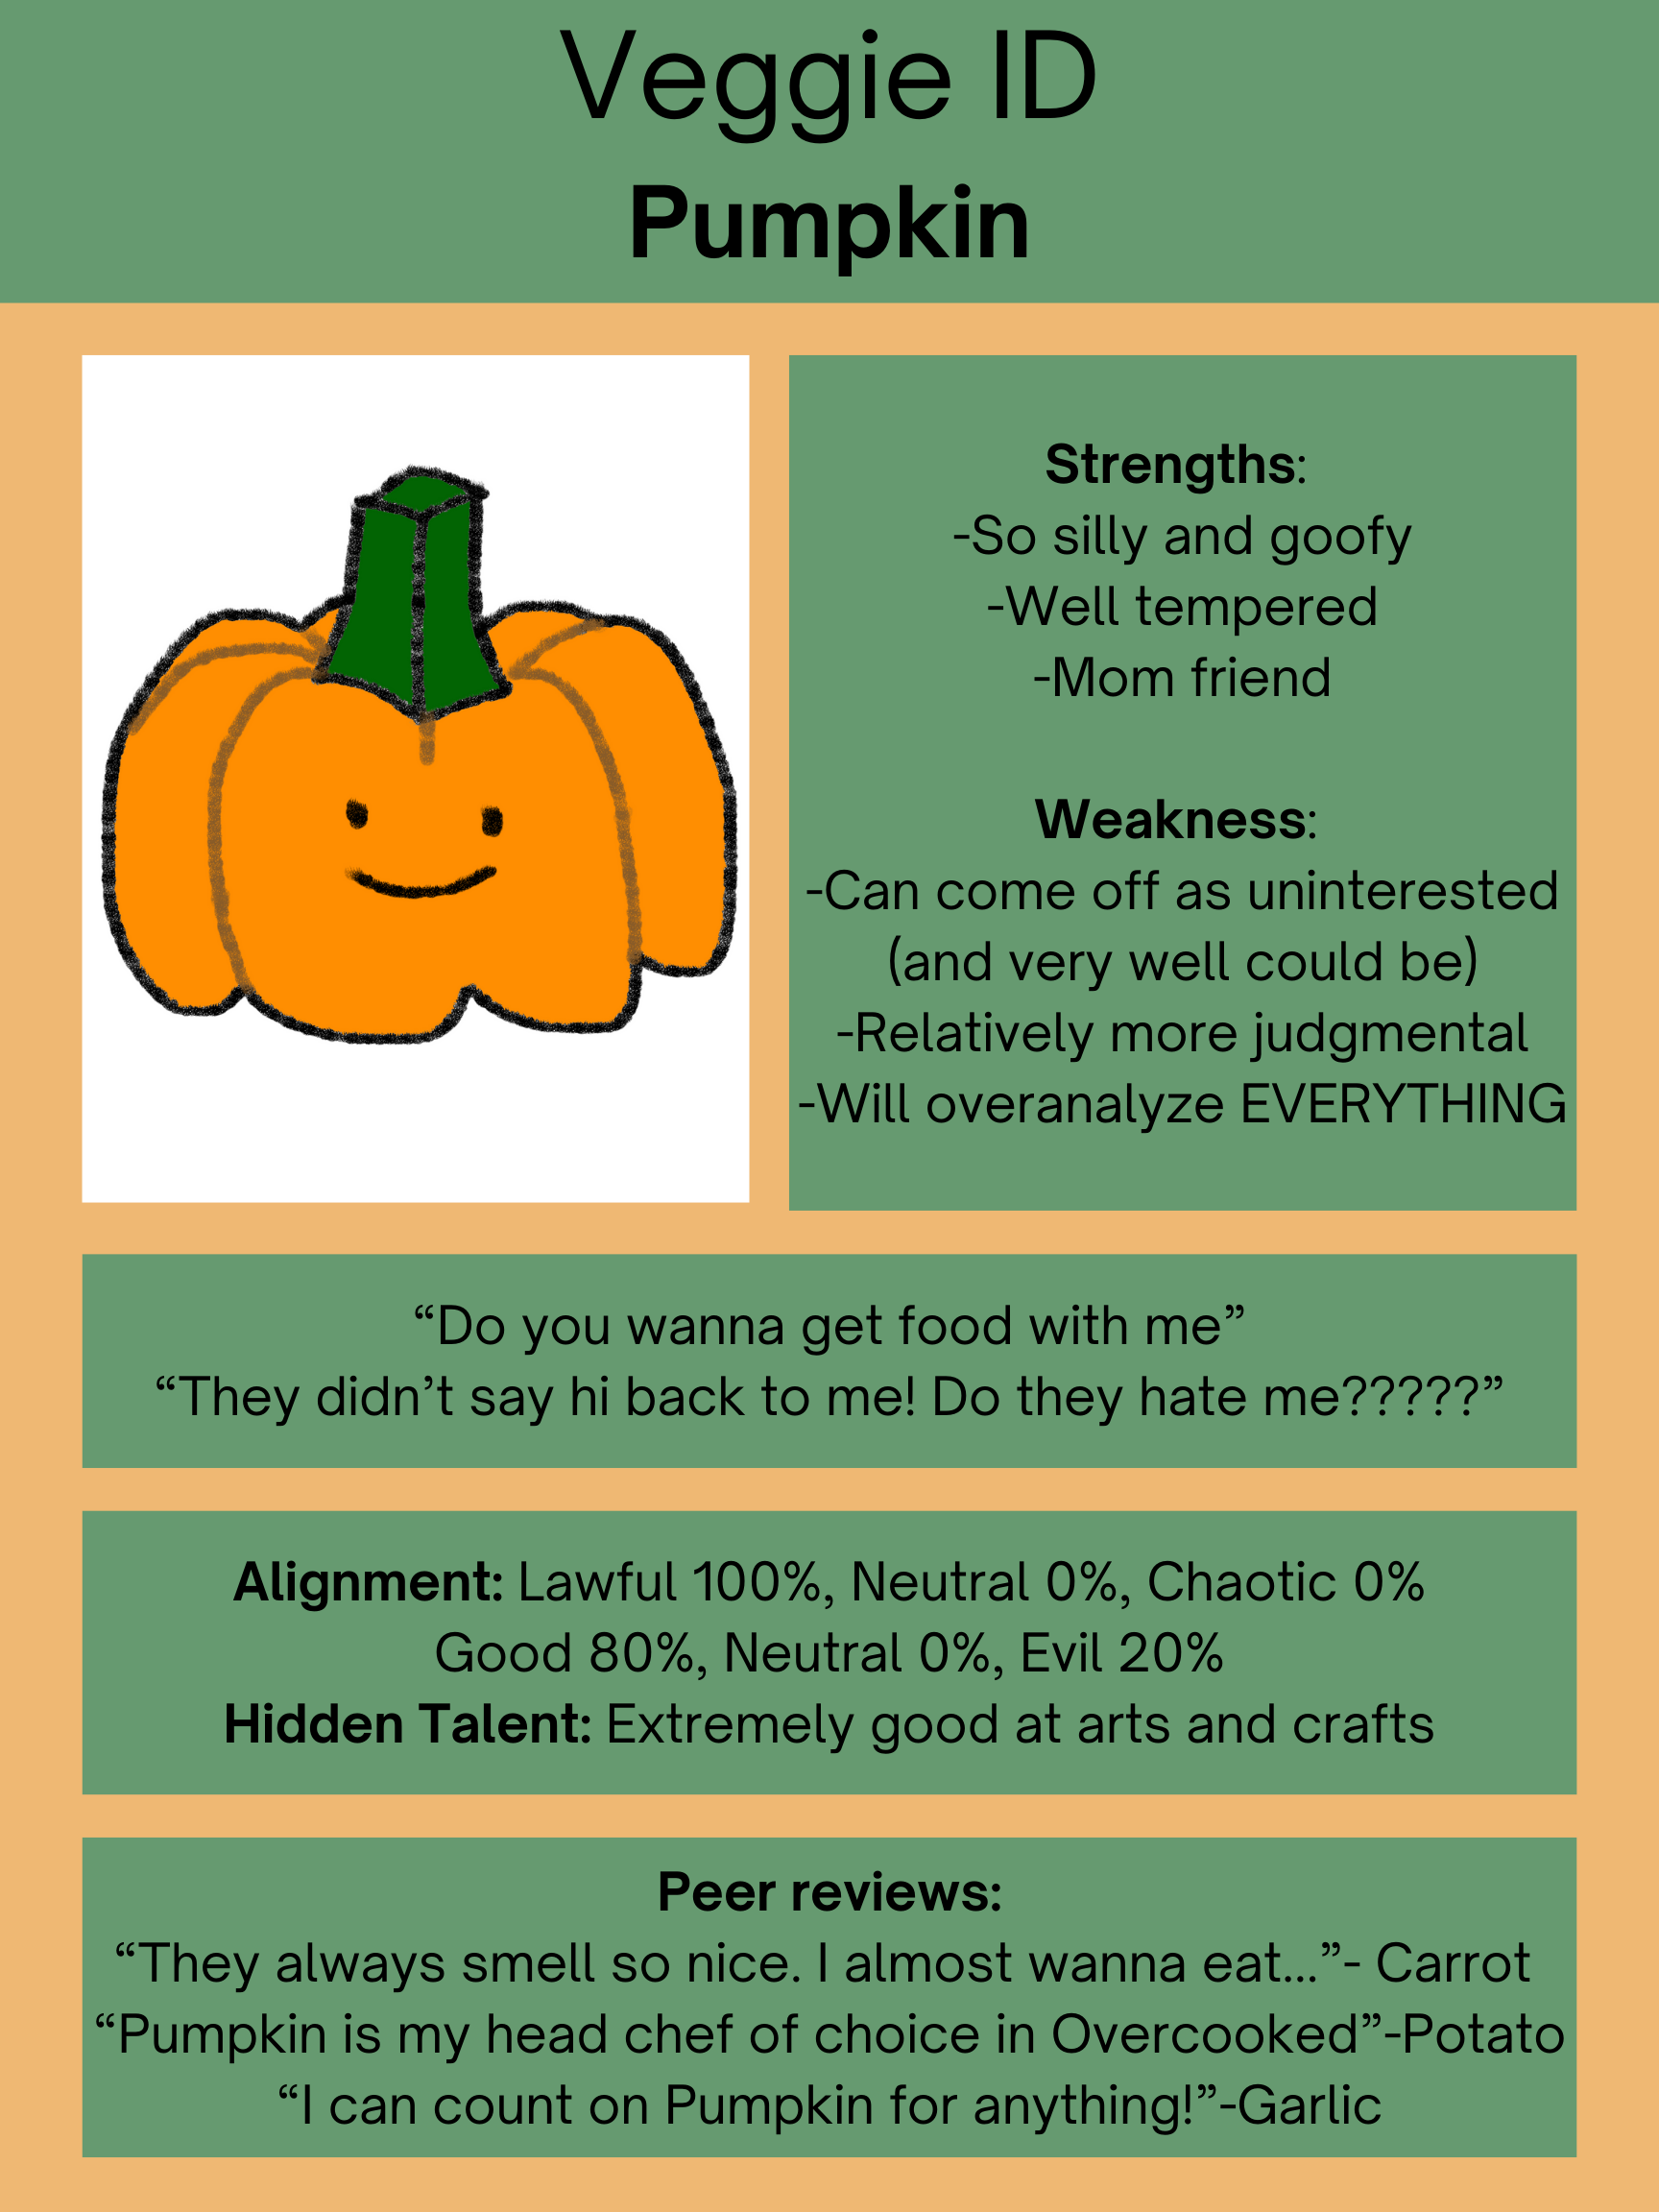 Veggie ID
Pumpkin
Strengths:
-So silly and goofy
-Well tempered
-Mom friend
Weakness:
-Can come off as uninterested
(and very well could be)
-Relatively more judgmental
-Will overanalyze EVERYTHING
“Do you wanna get food with me”
“They didn’t say hi back to me! Do they hate me?????”
Alignment: Lawful 100%, Neutral 0%, Chaotic 0%
Good 80%, Neutral 0%, Evil 20%
Hidden Talent: Extremely good at arts and crafts
Peer reviews:
“They always smell so nice. I almost wanna eat...”- Carrot
“Pumpkin is my head chef of choice in Overcooked”-Potato
“I can count on Pumpkin for anything!”-Garlic